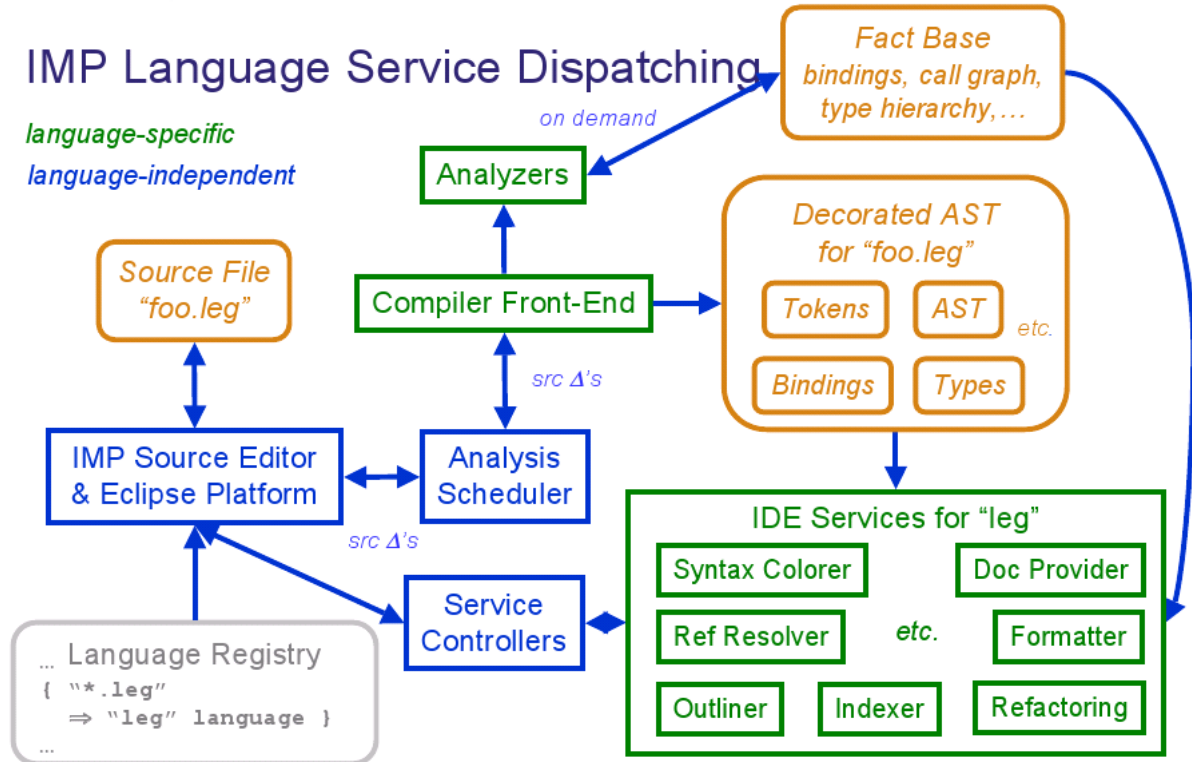 IMP Language Service Dispatching
language-specific
language-independent
Fact Base
bindings, call graph,
type hierarchy,…
on demand
Analyzers
Decorated AST
for “foo.leg”
Tokens
AST
etc.
Bindings
Types
Source File
“foo.leg”
Compiler Front-End
src Δ’s
IMP Source Editor
& Eclipse Platform
Analysis
Scheduler
src Δ’s
Service
Controllers
IDE Services for “leg”
Syntax Colorer
Doc Provider
Ref Resolver
etc.
Formatter
Outliner
Indexer
Refactoring
... Language Registry
{ “*.leg”
⇒ “leg” language }
...